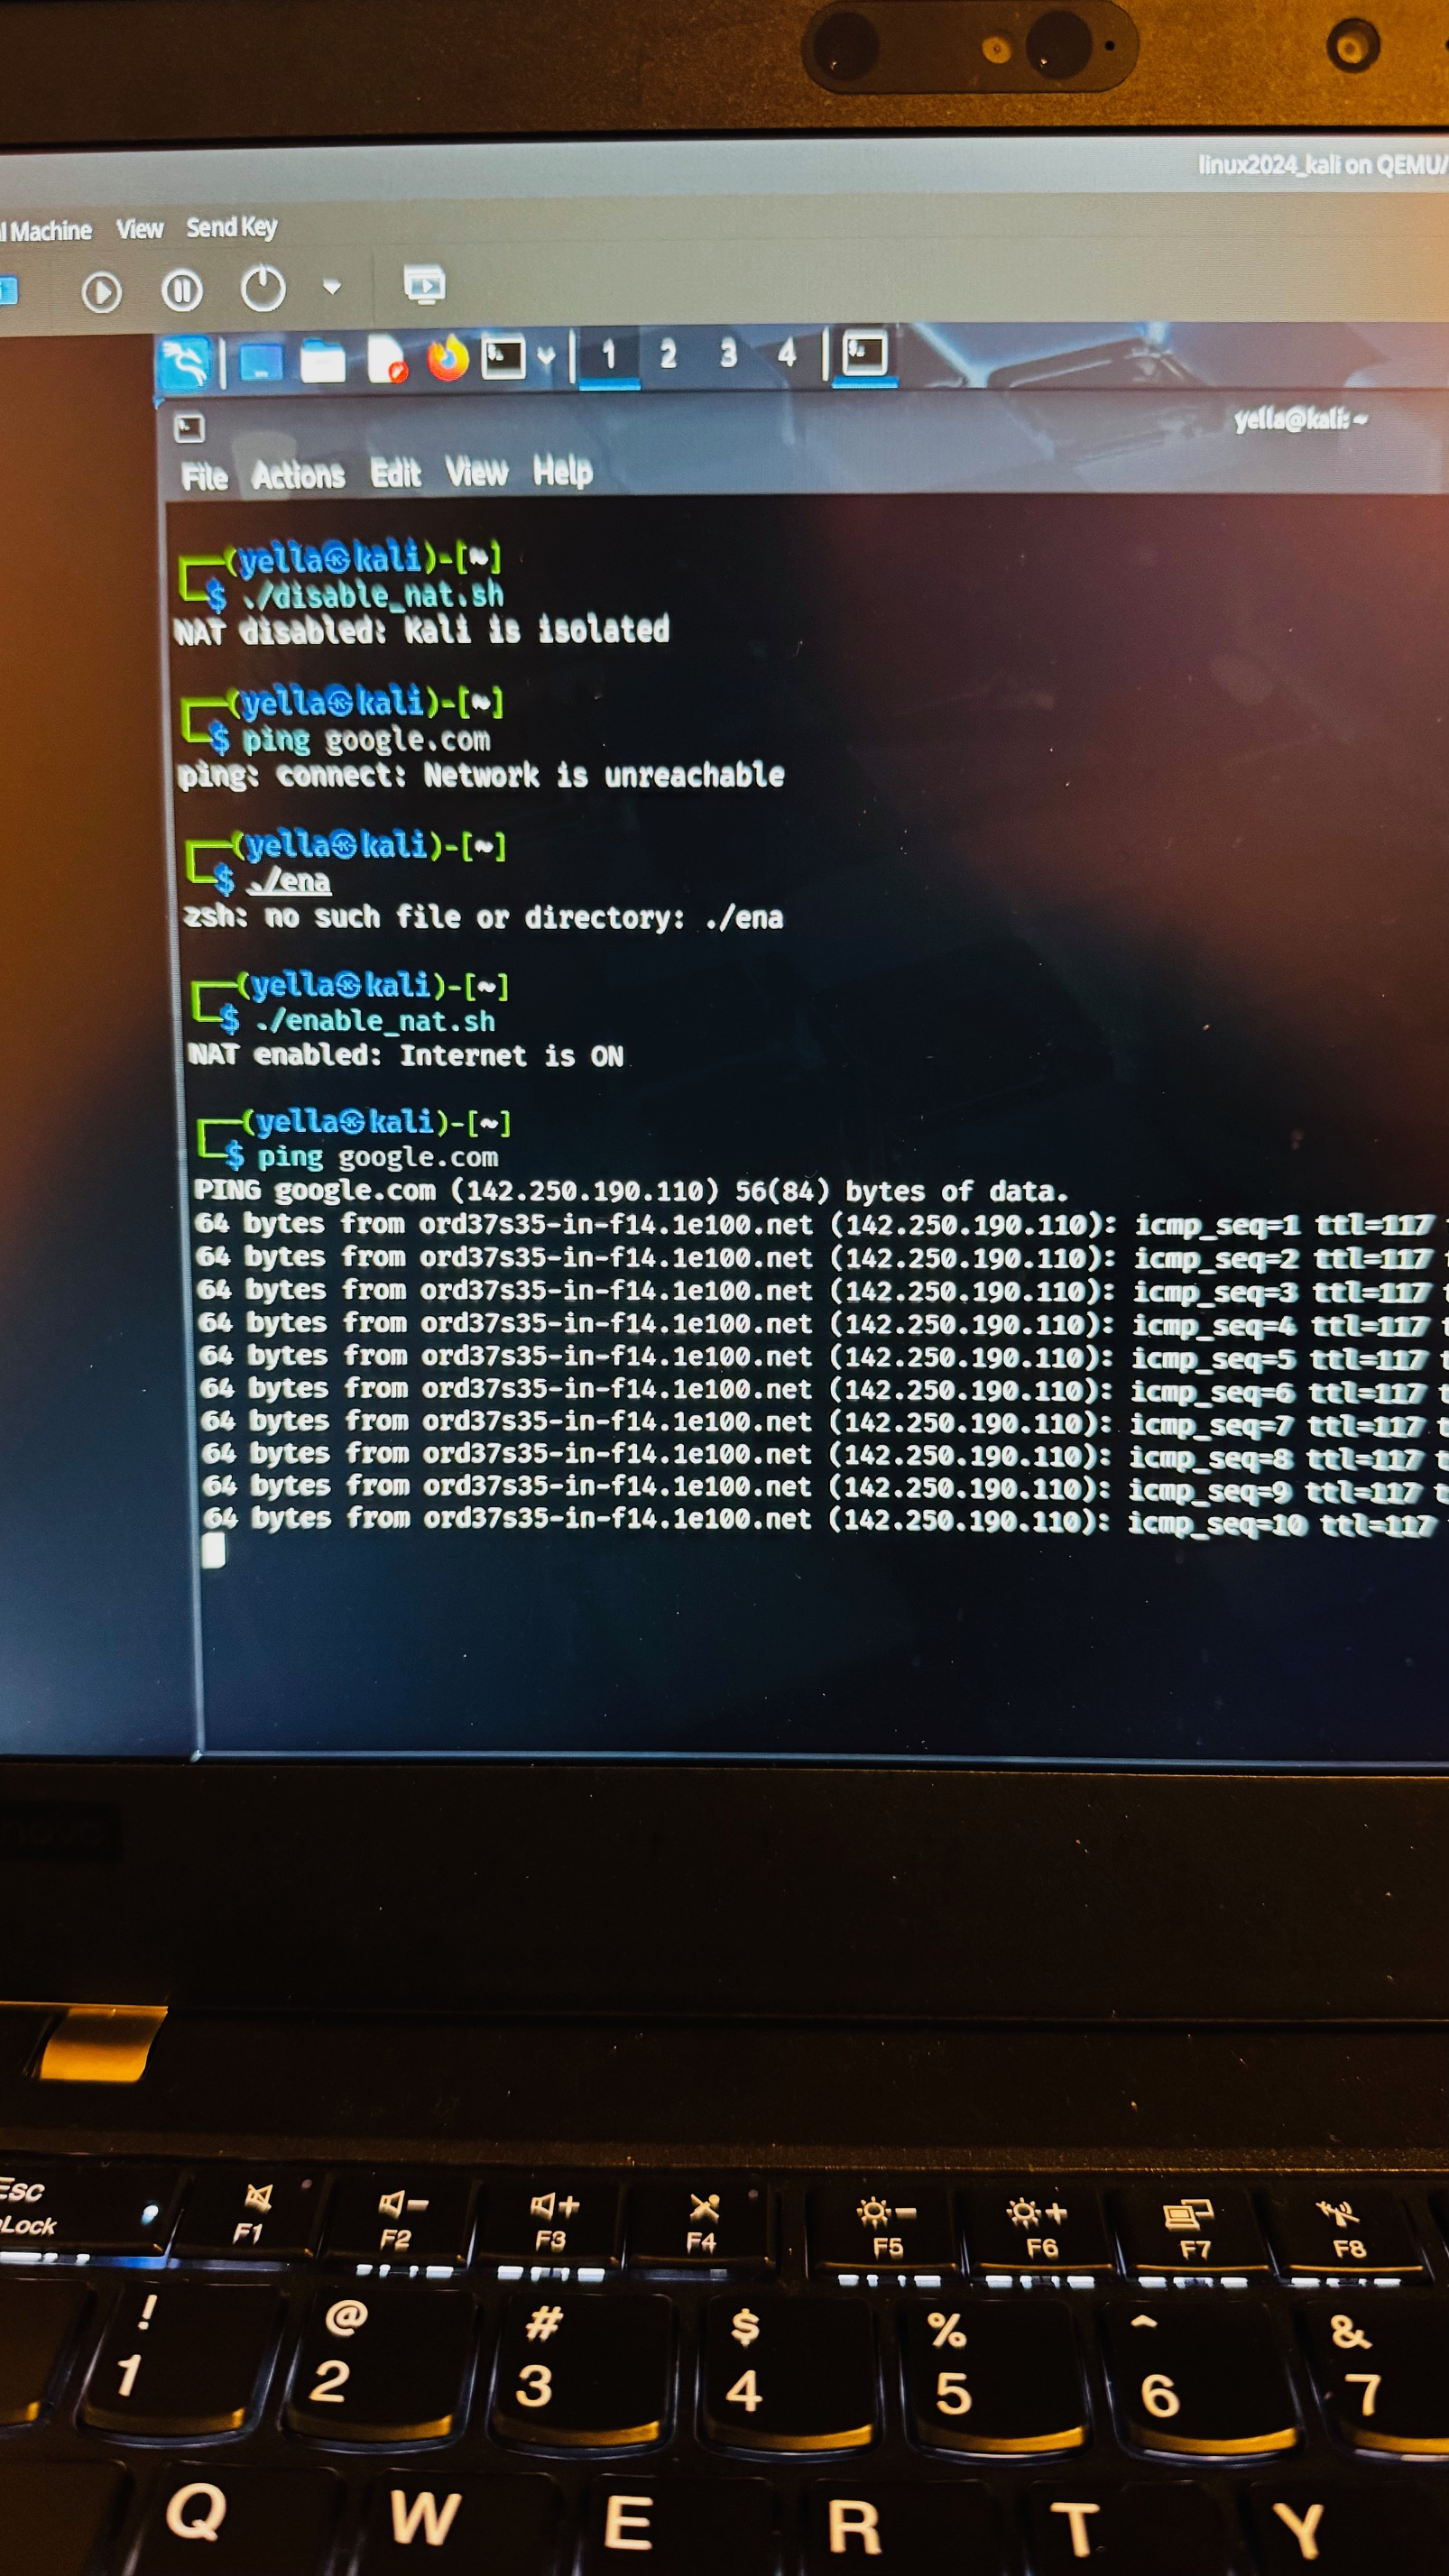 linux2024_kali on QEMU/
l Machine View Send Key
1 2 3 4
yella@kali: ~
File Actions Edit View Help
(yella㉿kali)-[~]
$ ./disable_nat.sh
NAT disabled: Kali is isolated
(yella㉿kali)-[~]
$ ping google.com
ping: connect: Network is unreachable
(yella㉿kali)-[~]
$ ./ena
zsh: no such file or directory: ./ena
(yella㉿kali)-[~]
$ ./enable_nat.sh
NAT enabled: Internet is ON
(yella㉿kali)-[~]
$ ping google.com
PING google.com (142.250.190.110) 56(84) bytes of data.
64 bytes from ord37s35-in-f14.1e100.net (142.250.190.110): icmp_seq=1 ttl=117
64 bytes from ord37s35-in-f14.1e100.net (142.250.190.110): icmp_seq=2 ttl=117 t
64 bytes from ord37s35-in-f14.1e100.net (142.250.190.110): icmp_seq=3 ttl=117 t
64 bytes from ord37s35-in-f14.1e100.net (142.250.190.110): icmp_seq=4 ttl=117 t
64 bytes from ord37s35-in-f14.1e100.net (142.250.190.110): icmp_seq=5 ttl=117 t
64 bytes from ord37s35-in-f14.1e100.net (142.250.190.110): icmp_seq=6 ttl=117 t
64 bytes from ord37s35-in-f14.1e100.net (142.250.190.110): icmp_seq=7 ttl=117 t
64 bytes from ord37s35-in-f14.1e100.net (142.250.190.110): icmp_seq=8 ttl=117 t
64 bytes from ord37s35-in-f14.1e100.net (142.250.190.110): icmp_seq=9 ttl=117 t
64 bytes from ord37s35-in-f14.1e100.net (142.250.190.110): icmp_seq=10 ttl=117
Esc
Lock F1 F2 F3 F4 F5 F6 F7 F8
! @ # $ % ^ &
1 2 3 4 5 6 7
Q W E R T Y